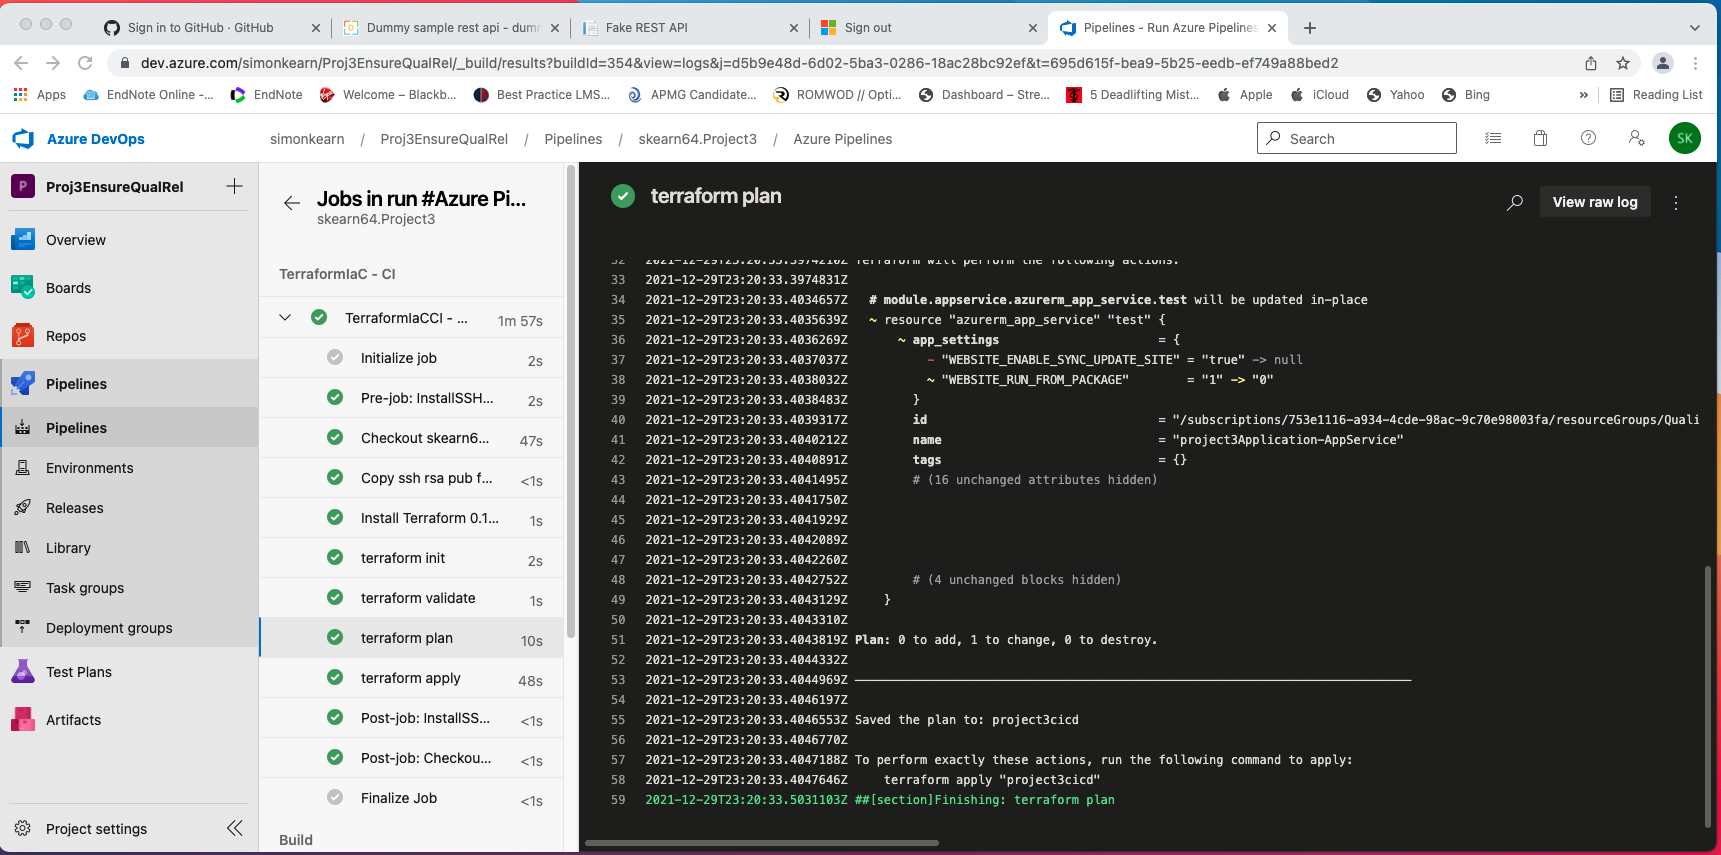 Sign in to GitHub · GitHub
Dummy sample rest api - dumm
Fake REST API
Sign out
Pipelines - Run Azure Pipelines
dev.azure.com/simonkearn/Proj3EnsureQualRel/_build/results?buildId=354&view=logs&j=d5b9e48d-6d02-5ba3-0286-18ac28bc92ef&t=695d615f-bea9-5b25-eedb-ef749a88bed2
Apps
EndNote Online -...
EndNote
Welcome – Blackb...
Best Practice LMS...
APMG Candidate...
ROMWOD // Opti...
Dashboard – Stre...
5 Deadlifting Mist...
Apple
iCloud
Yahoo
Bing
»
Reading List
Azure DevOps
simonkearn / Proj3EnsureQualRel / Pipelines / skearn64.Project3 / Azure Pipelines
Search
SK
P
Proj3EnsureQualRel
Overview
Boards
Repos
Pipelines
Pipelines
Environments
Releases
Library
Task groups
Deployment groups
Test Plans
Artifacts
Project settings
Jobs in run #Azure Pi...
skearn64.Project3
TerraformIaC - CI
TerraformIaCCI - ... 1m 57s
Initialize job 2s
Pre-job: InstallSSH... 2s
Checkout skearn6... 47s
Copy ssh rsa pub f... <1s
Install Terraform 0.1... 1s
terraform init 2s
terraform validate 1s
terraform plan 10s
terraform apply 48s
Post-job: InstallSS... <1s
Post-job: Checkou... <1s
Finalize Job <1s
Build
terraform plan
View raw log
32 2021-12-29T23:20:33.3974210Z Terraform will perform the following actions:
33 2021-12-29T23:20:33.3974831Z
34 2021-12-29T23:20:33.4034657Z # module.appservice.azurerm_app_service.test will be updated in-place
35 2021-12-29T23:20:33.4035639Z ~ resource "azurerm_app_service" "test" {
36 2021-12-29T23:20:33.4036269Z ~ app_settings = {
37 2021-12-29T23:20:33.4037037Z - "WEBSITE_ENABLE_SYNC_UPDATE_SITE" = "true" -> null
38 2021-12-29T23:20:33.4038032Z ~ "WEBSITE_RUN_FROM_PACKAGE" = "1" -> "0"
39 2021-12-29T23:20:33.4038483Z }
40 2021-12-29T23:20:33.4039317Z id = "/subscriptions/753e1116-a934-4cde-98ac-9c70e98003fa/resourceGroups/Quali
41 2021-12-29T23:20:33.4040212Z name = "project3Application-AppService"
42 2021-12-29T23:20:33.4040891Z tags = {}
43 2021-12-29T23:20:33.4041495Z # (16 unchanged attributes hidden)
44 2021-12-29T23:20:33.4041750Z
45 2021-12-29T23:20:33.4041929Z
46 2021-12-29T23:20:33.4042089Z
47 2021-12-29T23:20:33.4042260Z
48 2021-12-29T23:20:33.4042752Z # (4 unchanged blocks hidden)
49 2021-12-29T23:20:33.4043129Z }
50 2021-12-29T23:20:33.4043310Z
51 2021-12-29T23:20:33.4043819Z Plan: 0 to add, 1 to change, 0 to destroy.
52 2021-12-29T23:20:33.4044332Z
53 2021-12-29T23:20:33.4044969Z
54 2021-12-29T23:20:33.4046197Z
55 2021-12-29T23:20:33.4046553Z Saved the plan to: project3cicd
56 2021-12-29T23:20:33.4046770Z
57 2021-12-29T23:20:33.4047188Z To perform exactly these actions, run the following command to apply:
58 2021-12-29T23:20:33.4047646Z terraform apply "project3cicd"
59 2021-12-29T23:20:33.5031103Z ##[section]Finishing: terraform plan